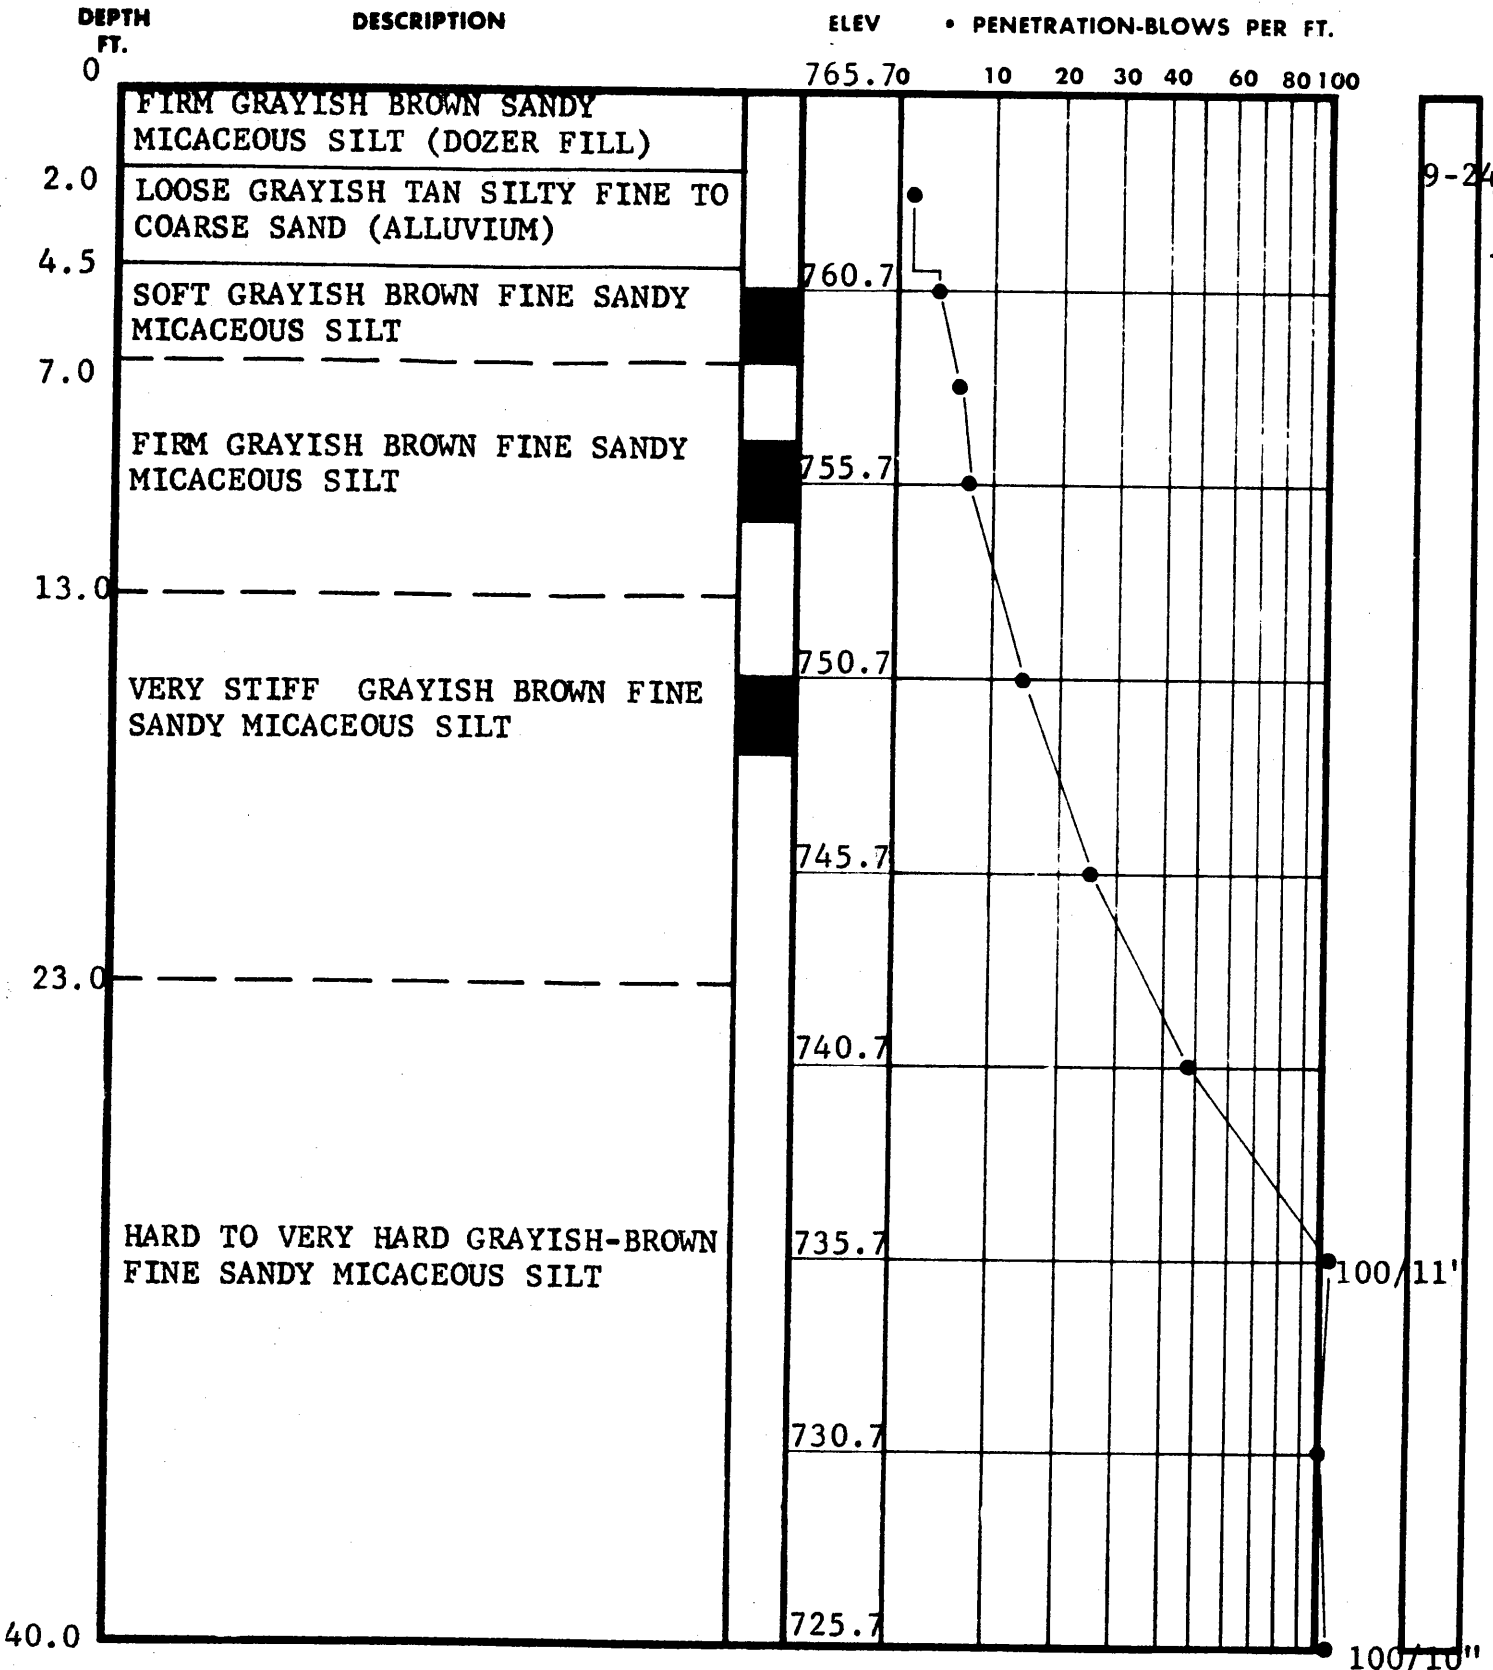 DEPTH DESCRIPTION ELEV • PENETRATION-BLOWS PER FT.
FT.
0 765.7 0 10 20 30 40 60 80 100
FIRM GRAYISH BROWN SANDY
MICACEOUS SILT (DOZER FILL)
2.0 9-24
LOOSE GRAYISH TAN SILTY FINE TO
COARSE SAND (ALLUVIUM)
4.5
760.7
SOFT GRAYISH BROWN FINE SANDY
MICACEOUS SILT
7.0
FIRM GRAYISH BROWN FINE SANDY
MICACEOUS SILT
755.7
13.0
750.7
VERY STIFF GRAYISH BROWN FINE
SANDY MICACEOUS SILT
745.7
23.0
740.7
HARD TO VERY HARD GRAYISH-BROWN
FINE SANDY MICACEOUS SILT
735.7
100/11'
730.7
725.7
40.0
100/10"